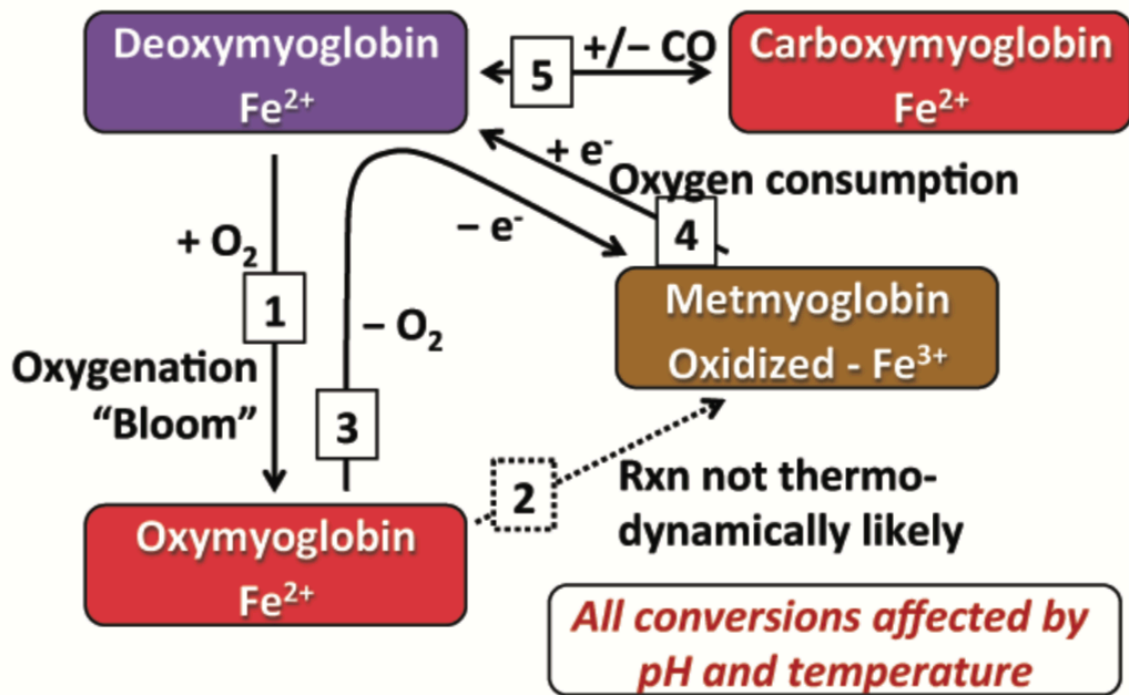 Deoxymyoglobin
Fe²⁺
5
+/− CO
Carboxymyoglobin
Fe²⁺
+ e⁻
Oxygen consumption
4
− e⁻
+ O₂
1
− O₂
Oxygenation
“Bloom”
3
Metmyoglobin
Oxidized - Fe³⁺
2
Rxn not thermo-
dynamically likely
Oxymyoglobin
Fe²⁺
All conversions affected by
pH and temperature